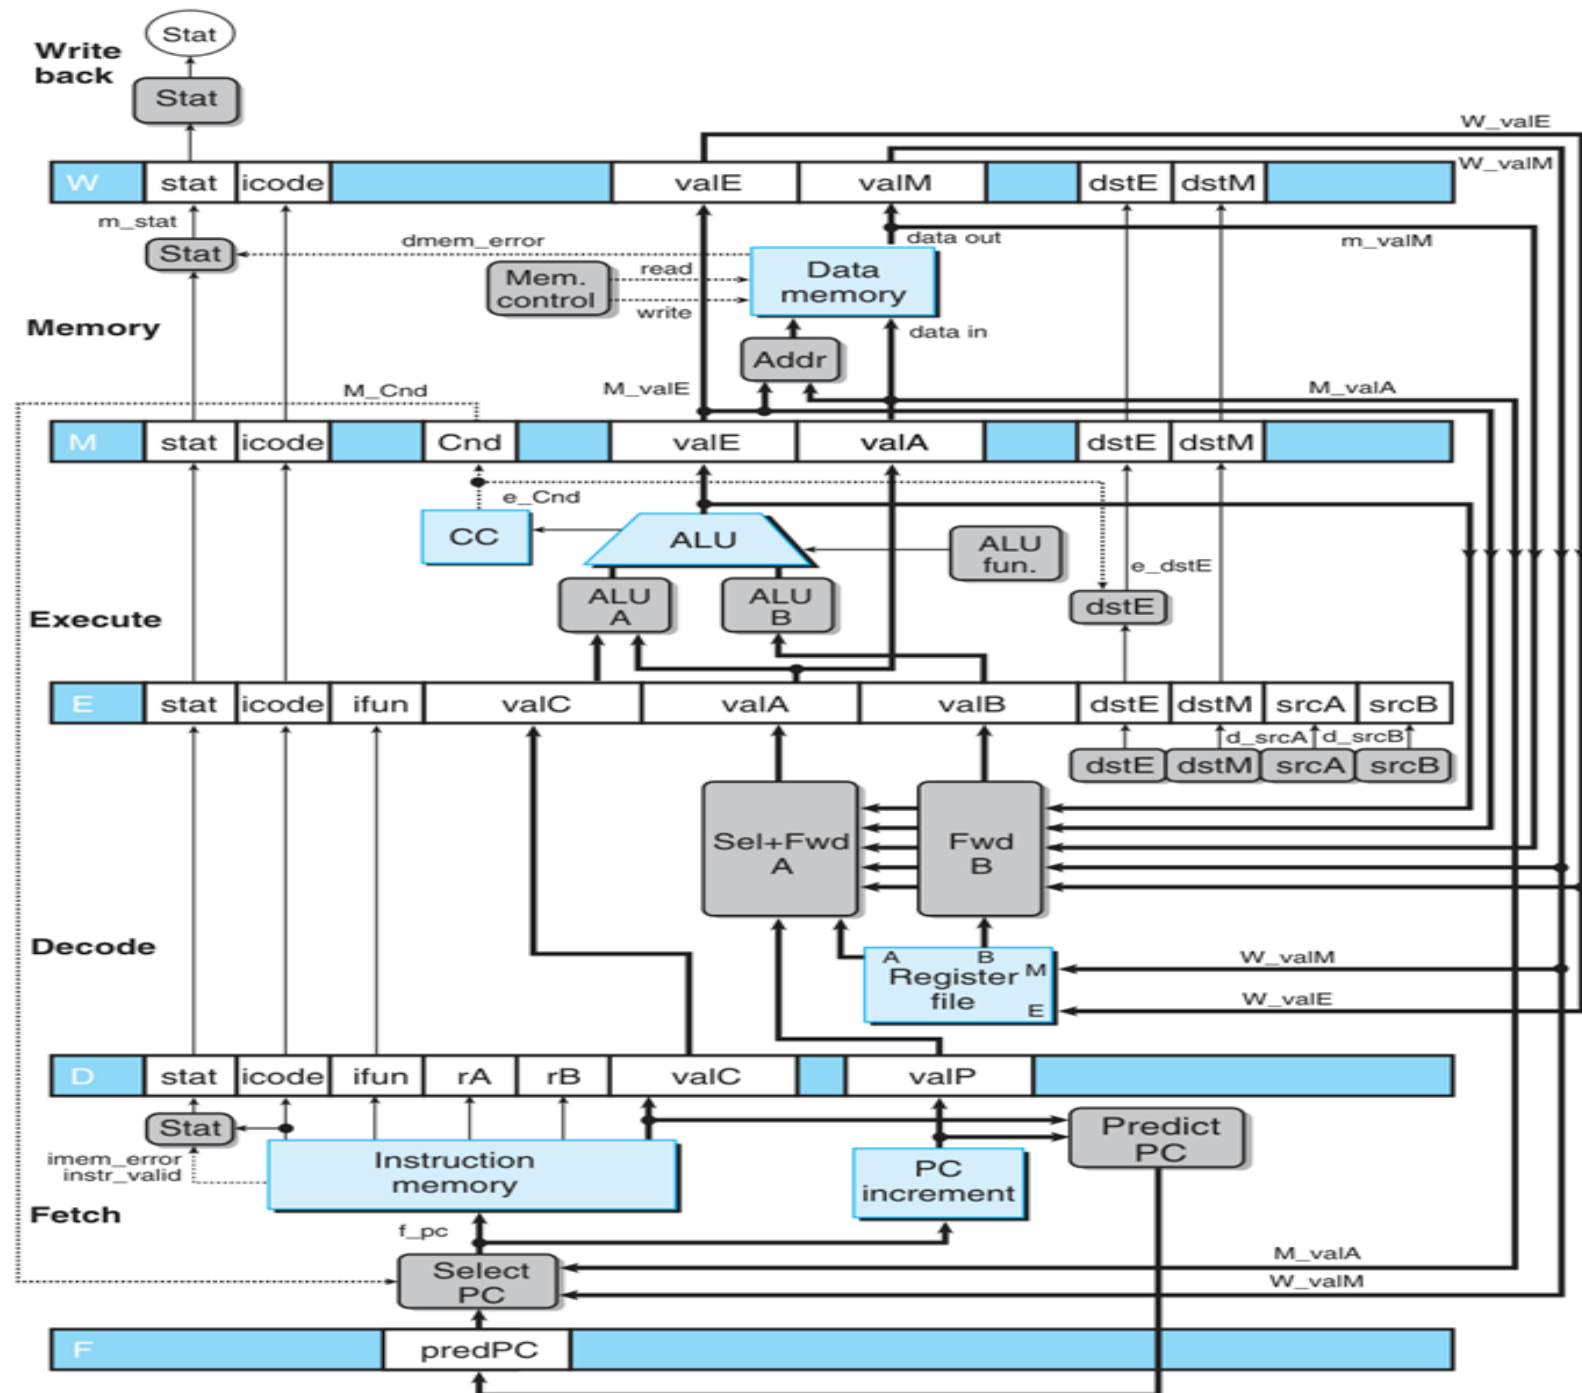 Stat
Write
back
Stat
W_valE
W stat icode valE valM dstE dstM
W_valM
m_stat
Stat
dmem_error
data out
m_valM
Mem.
control
read
write
Data
memory
Memory
data in
Addr
M_Cnd
M_valE
M_valA
M stat icode Cnd valE valA dstE dstM
e_Cnd
CC
ALU
ALU
fun.
e_dstE
ALU
A
ALU
B
dstE
Execute
E stat icode ifun valC valA valB dstE dstM srcA srcB
d_srcA d_srcB
dstE dstM srcA srcB
Sel+Fwd
A
Fwd
B
Decode
A B
Register M
file
E
W_valM
W_valE
D stat icode ifun rA rB valC valP
Stat
Predict
PC
imem_error
instr_valid
Instruction
memory
PC
increment
Fetch
f_pc
M_valA
Select
PC
W_valM
F predPC